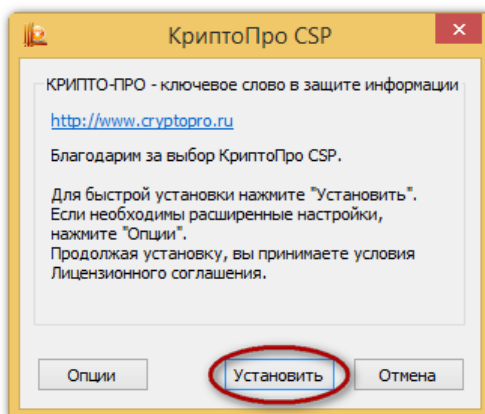 КриптоПро CSP
КРИПТО-ПРО - ключевое слово в защите информации
http://www.cryptopro.ru
Благодарим за выбор КриптоПро CSP.
Для быстрой установки нажмите "Установить".
Если необходимы расширенные настройки,
нажмите "Опции".
Продолжая установку, вы принимаете условия
Лицензионного соглашения.
Опции
Установить
Отмена